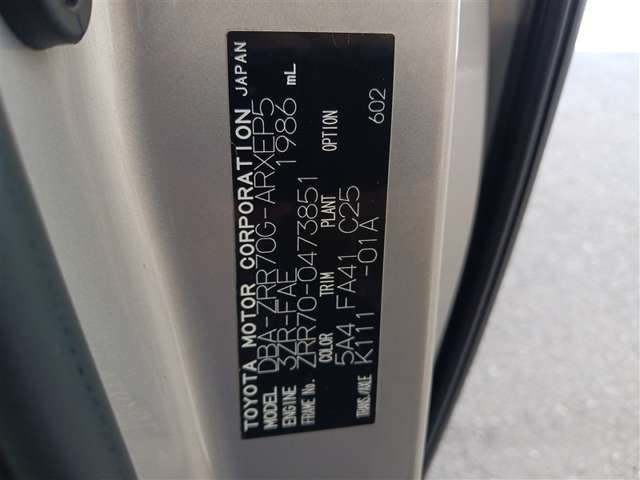 TOYOTA MOTOR CORPORATION JAPAN
MODEL DBA-ZRR70G-ARXEP5
ENGINE 3ZR-FAE 1986 mL
FRAME No. ZRR70-0473851
COLOR TRIM PLANT OPTION
5A4 FA41 C25 602
TRANS./AXLE K111 -01A